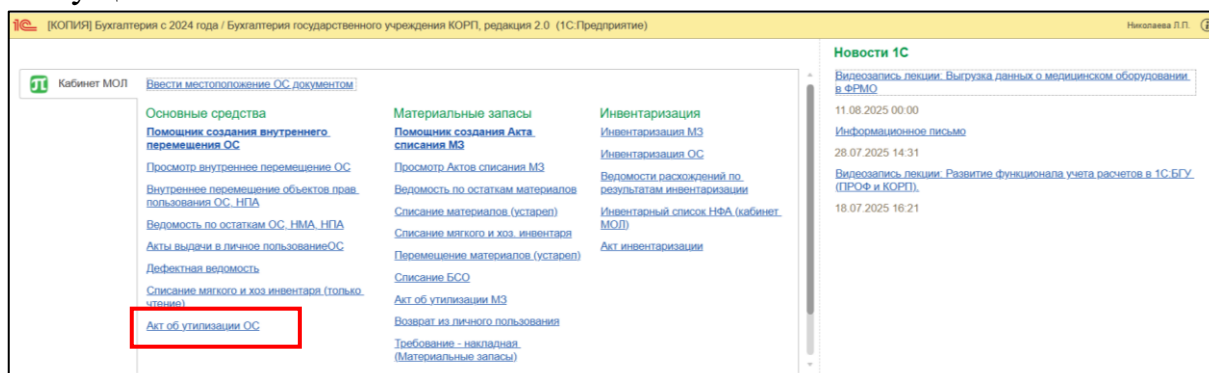 [КОПИЯ] Бухгалтерия с 2024 года / Бухгалтерия государственного учреждения КОРП, редакция 2.0 (1С:Предприятие)
Николаева Л.П.
Кабинет МОЛ
Ввести местоположение ОС документом
Основные средства
Помощник создания внутреннего
перемещения ОС
Просмотр внутреннее перемещение ОС
Внутреннее перемещение объектов прав
пользования ОС, НПА
Ведомость по остаткам ОС, НМА, НПА
Акты выдачи в личное пользованиеОС
Дефектная ведомость
Списание мягкого и хоз инвентаря (только
чтение)
Акт об утилизации ОС
Материальные запасы
Помощник создания Акта
списания МЗ
Просмотр Актов списания МЗ
Ведомость по остаткам материалов
Списание материалов (устарел)
Списание мягкого и хоз. инвентаря
Перемещение материалов (устарел)
Списание БСО
Акт об утилизации МЗ
Возврат из личного пользования
Требование - накладная
(Материальные запасы)
Инвентаризация
Инвентаризация МЗ
Инвентаризация ОС
Ведомости расхождений по
результатам инвентаризации
Инвентарный список НФА (кабинет
МОЛ)
Акт инвентаризации
Новости 1С
Видеозапись лекции: Выгрузка данных о медицинском оборудовании
в ФРМО
11.08.2025 00:00
Информационное письмо
28.07.2025 14:31
Видеозапись лекции: Развитие функционала учета расчетов в 1С:БГУ
(ПРОФ и КОРП).
18.07.2025 16:21